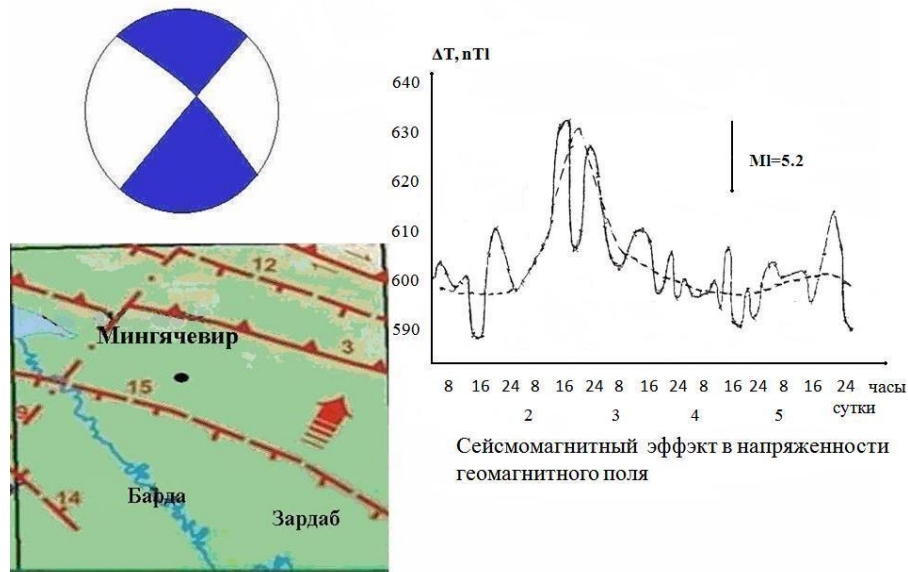 ΔT, nTl
640
630
620
610
600
590
Ml=5.2
8 16 24 8 16 24 8 16 24 8 16 24 8 16 24 часы
2 3 4 5 сутки
Сейсмомагнитный эффэкт в напряженности
геомагнитного поля
12
Мингячевир
3
15
14
Барда
Зардаб